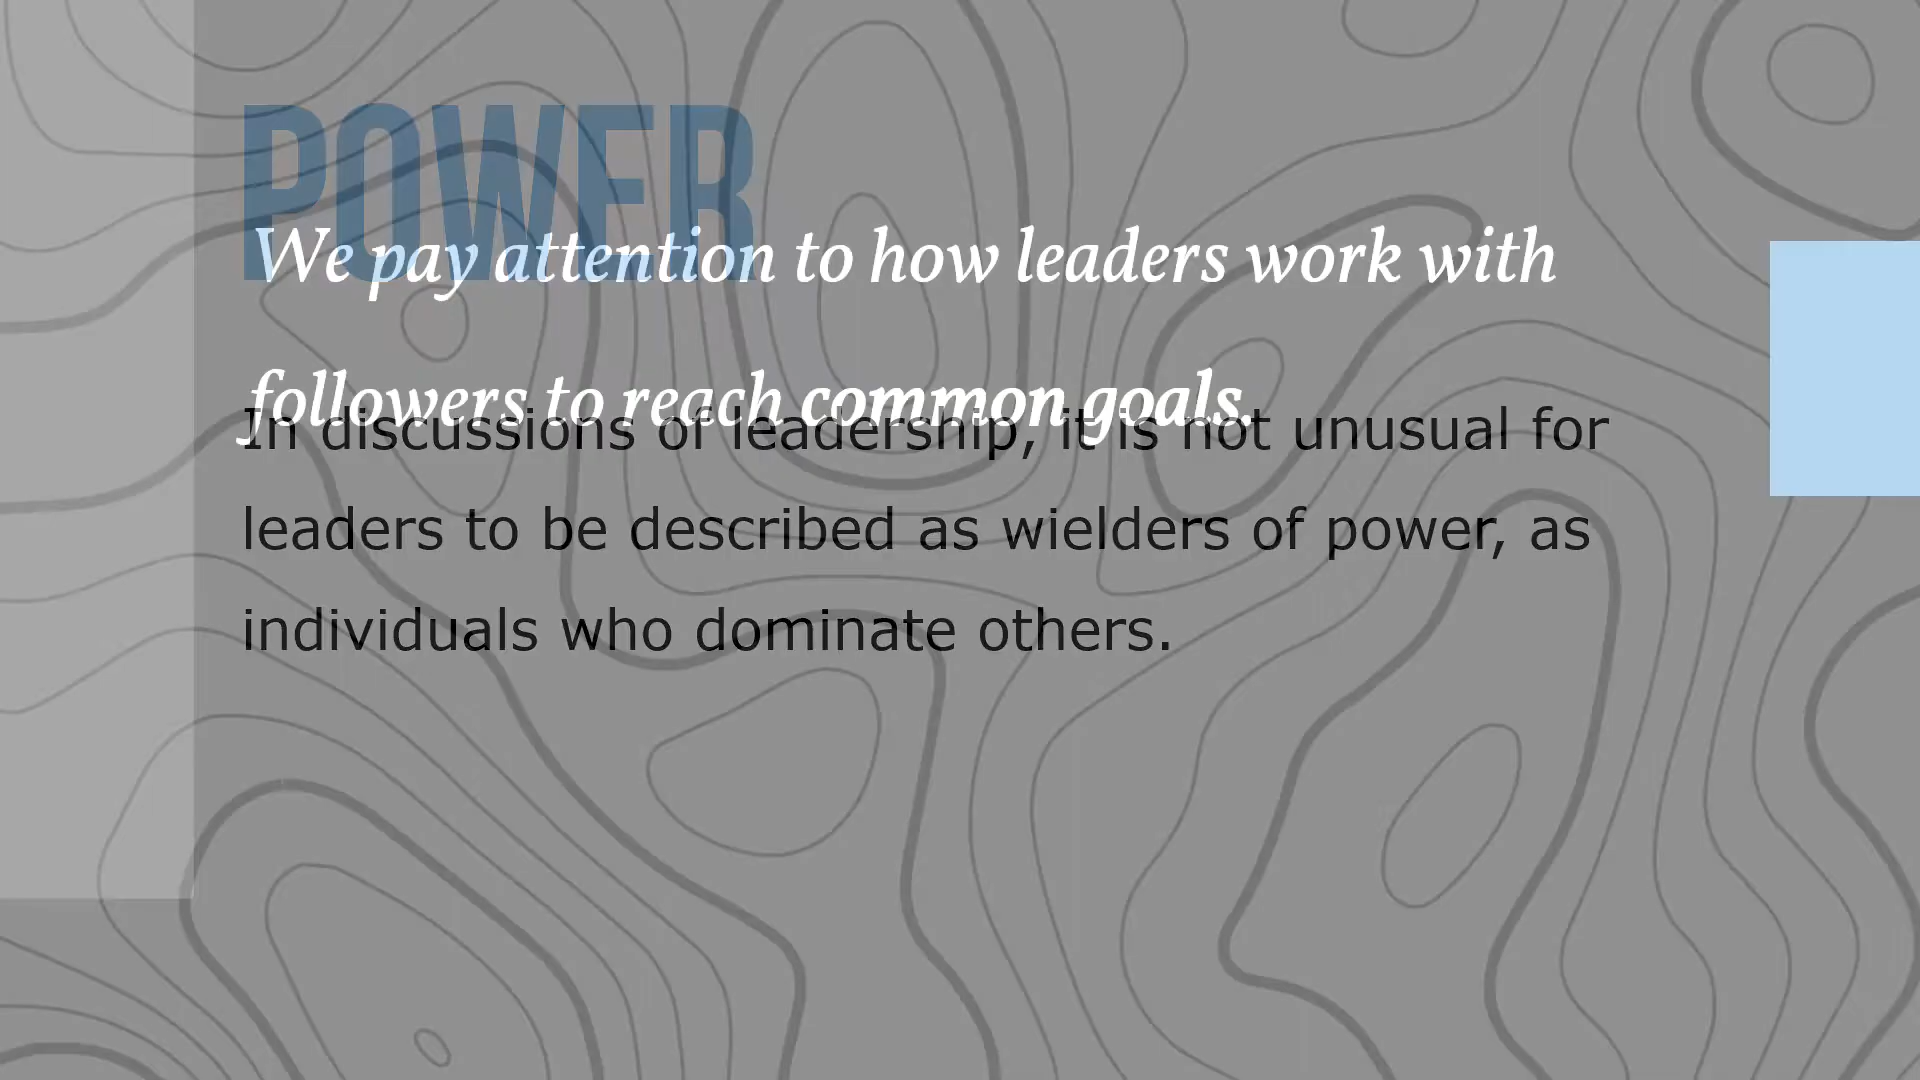 POWER
We pay attention to how leaders work with
followers to reach common goals.
In discussions of leadership, it is not unusual for
leaders to be described as wielders of power, as
individuals who dominate others.